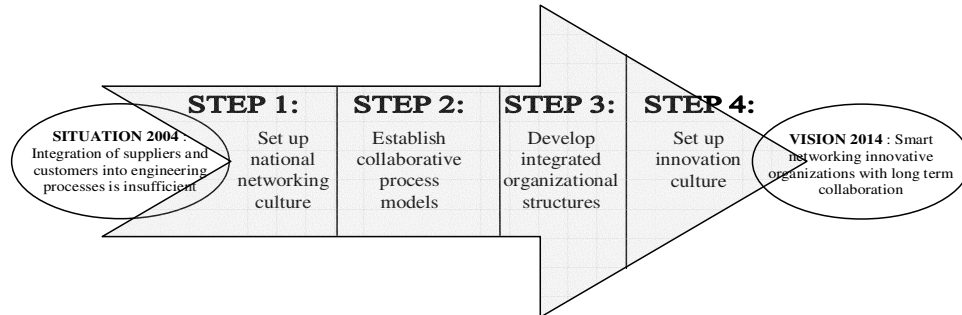 SITUATION 2004 :
Integration of suppliers and
customers into engineering
processes is insufficient
STEP 1:
Set up
national
networking
culture
STEP 2:
Establish
collaborative
process
models
STEP 3:
Develop
integrated
organizational
structures
STEP 4:
Set up
innovation
culture
VISION 2014 : Smart
networking innovative
organizations with long term
collaboration